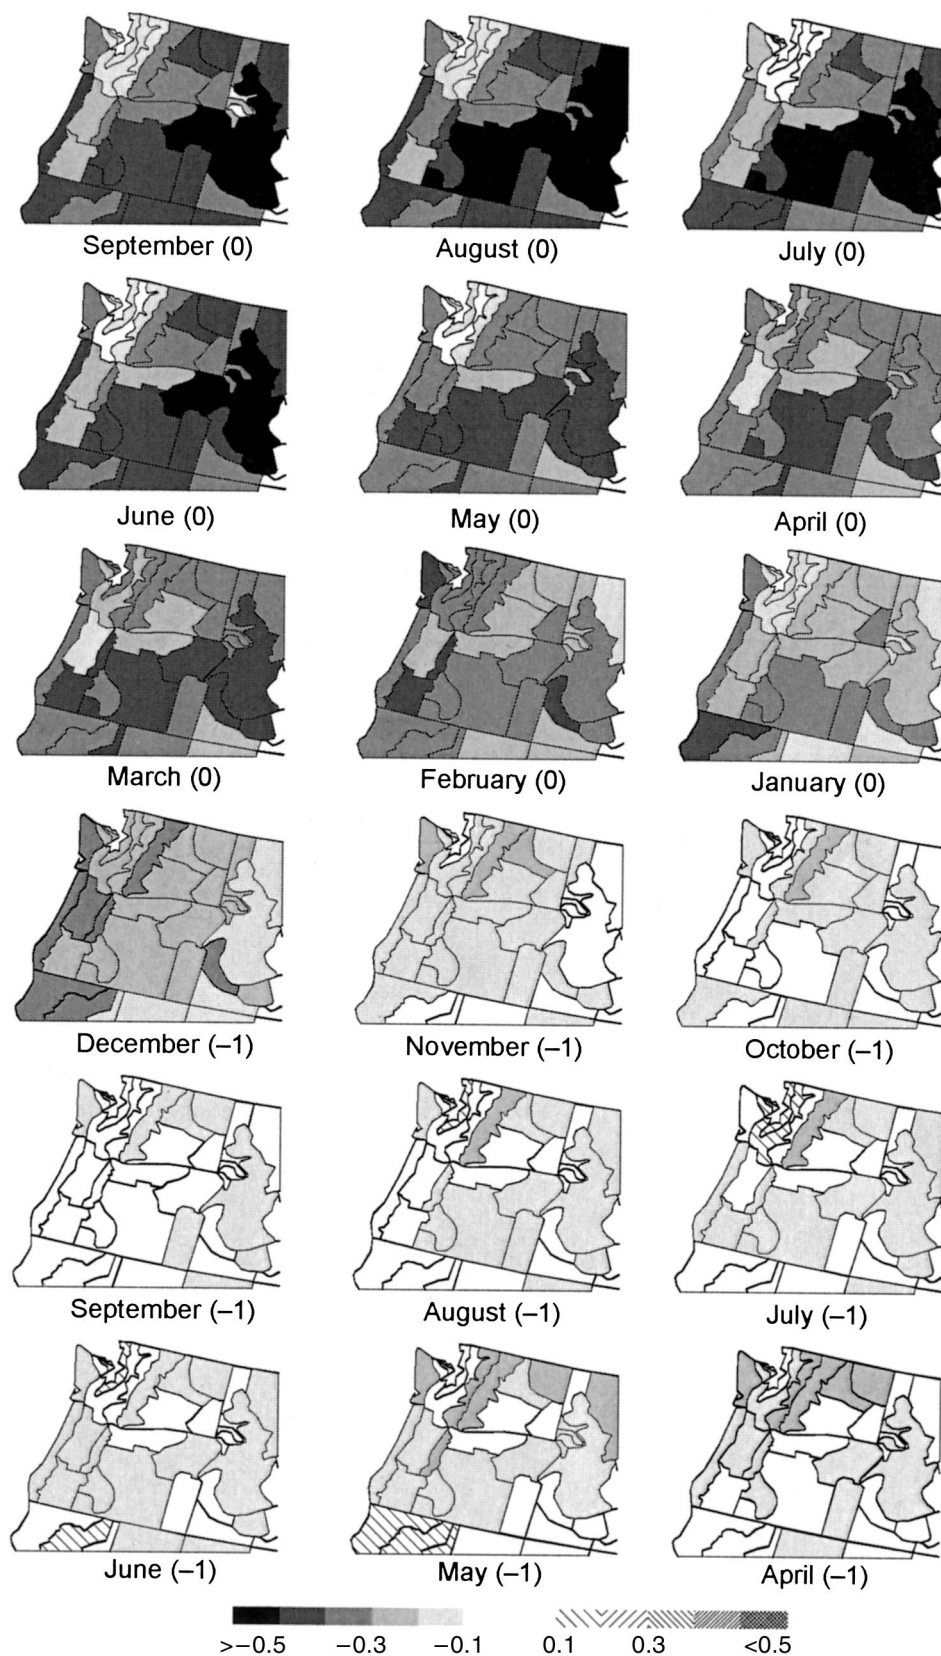 September (0) August (0) July (0)
June (0) May (0) April (0)
March (0) February (0) January (0)
December (–1) November (–1) October (–1)
September (–1) August (–1) July (–1)
June (–1) May (–1) April (–1)
>–0.5 –0.3 –0.1 0.1 0.3 <0.5